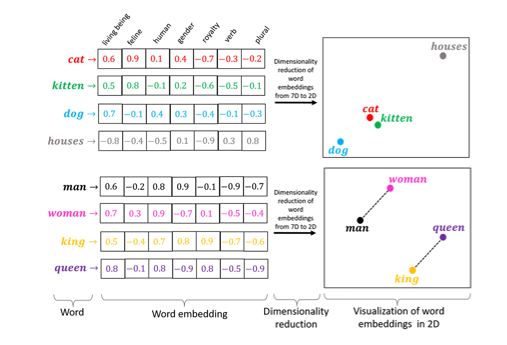 living being feline human gender royalty verb plural
cat → 0.6 0.9 0.1 0.4 −0.7 −0.3 −0.2
kitten → 0.5 0.8 −0.1 0.2 −0.6 −0.5 −0.1
dog → 0.7 −0.1 0.4 0.3 −0.4 −0.1 −0.3
houses → −0.8 −0.4 −0.5 0.1 −0.9 0.3 0.8
Dimensionality
reduction of
word
embeddings
from 7D to 2D
houses
cat
kitten
dog
man → 0.6 −0.2 0.8 0.9 −0.1 −0.9 −0.7
woman → 0.7 0.3 0.9 −0.7 0.1 −0.5 −0.4
king → 0.5 −0.4 0.7 0.8 0.9 −0.7 −0.6
queen → 0.8 −0.1 0.8 −0.9 0.8 −0.5 −0.9
Dimensionality
reduction of
word
embeddings
from 7D to 2D
woman
man
queen
king
Word
Word embedding
Dimensionality
reduction
Visualization of word
embeddings in 2D